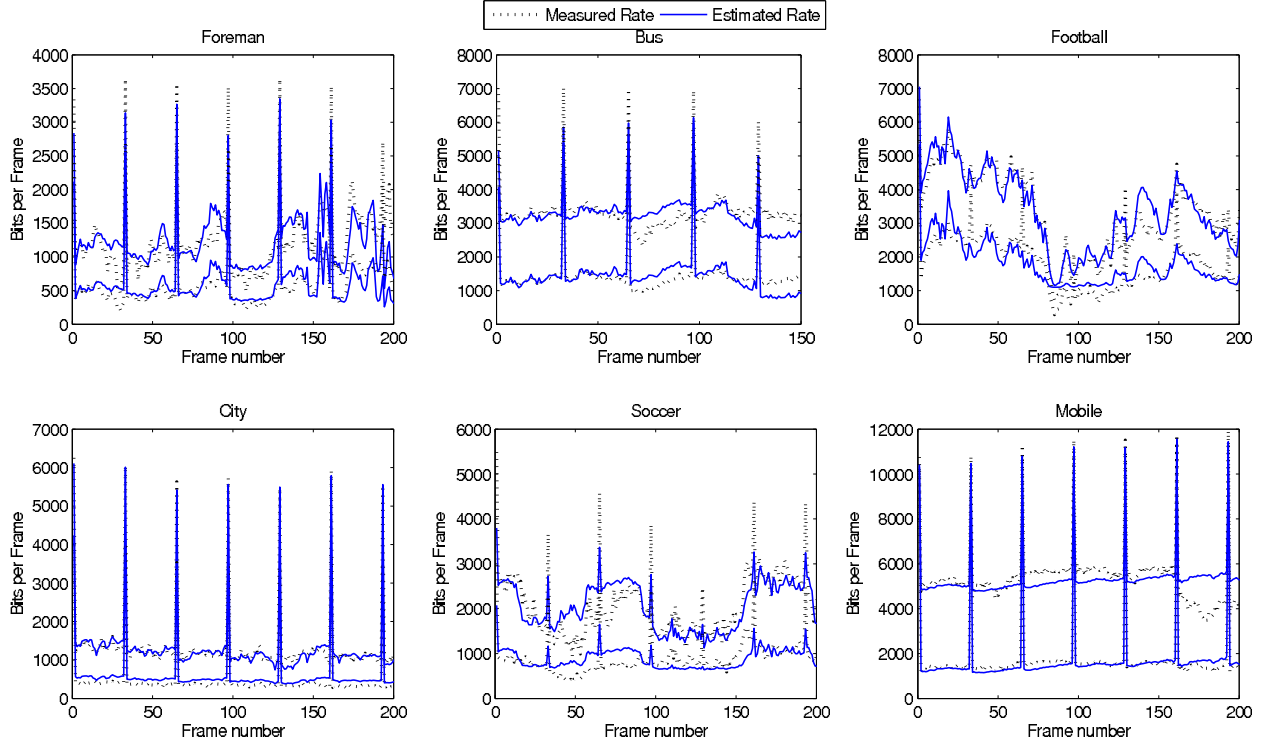 Measured Rate Estimated Rate
Foreman
Bits per Frame
4000
3500
3000
2500
2000
1500
1000
500
0
0 50 100 150 200
Frame number
Bus
Bits per Frame
8000
7000
6000
5000
4000
3000
2000
1000
0
0 50 100 150
Frame number
Football
Bits per Frame
8000
7000
6000
5000
4000
3000
2000
1000
0
0 50 100 150 200
Frame number
City
Bits per Frame
7000
6000
5000
4000
3000
2000
1000
0
0 50 100 150 200
Frame number
Soccer
Bits per Frame
6000
5000
4000
3000
2000
1000
0
0 50 100 150 200
Frame number
Mobile
Bits per Frame
12000
10000
8000
6000
4000
2000
0
0 50 100 150 200
Frame number